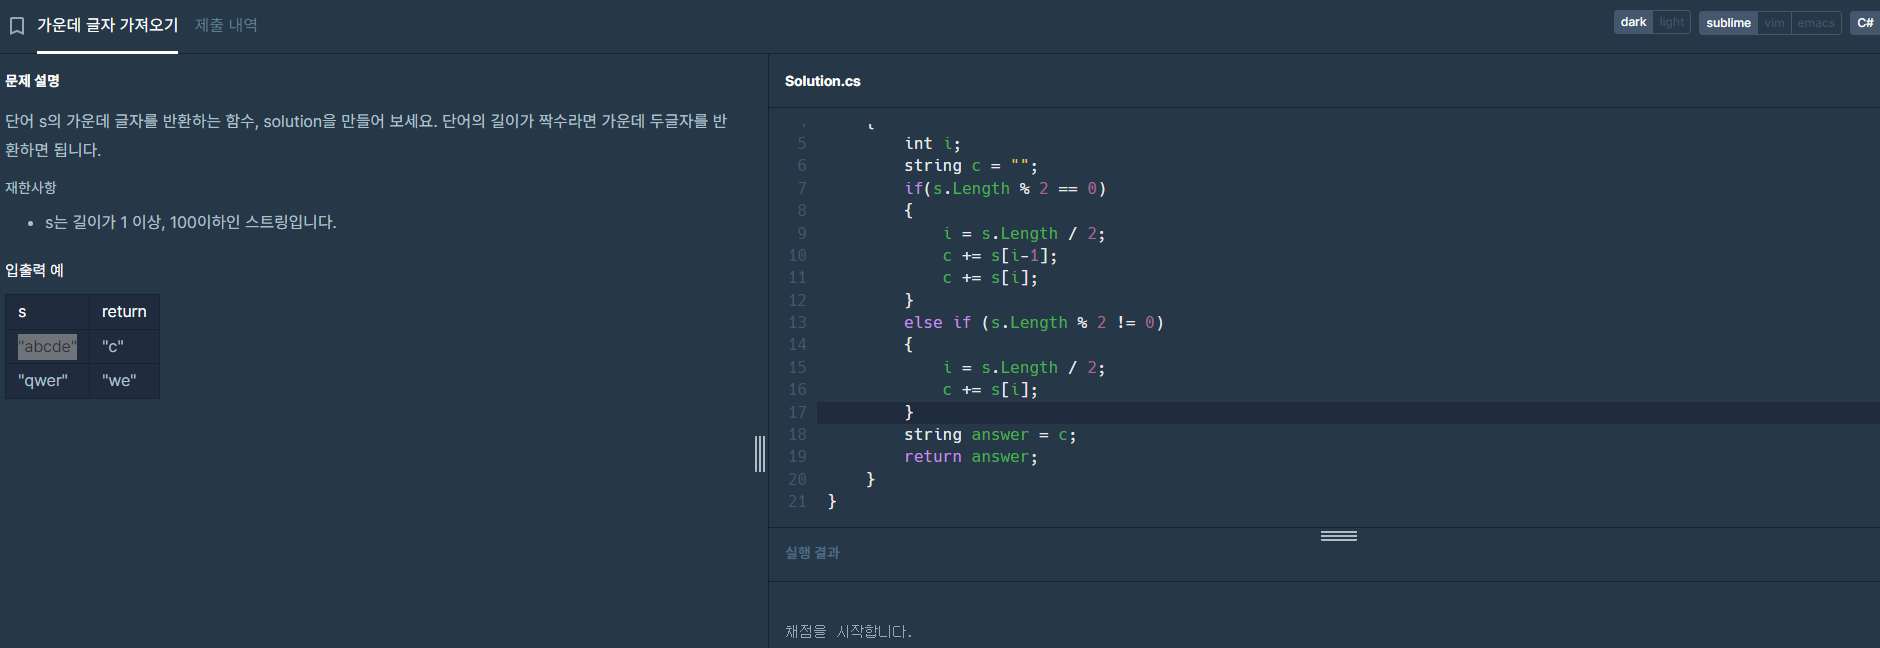 가운데 글자 가져오기 제출 내역 dark light sublime vim emacs C#
문제 설명
단어 s의 가운데 글자를 반환하는 함수, solution을 만들어 보세요. 단어의 길이가 짝수라면 가운데 두글자를 반
환하면 됩니다.
재한사항
s는 길이가 1 이상, 100이하인 스트링입니다.
입출력 예
s return
"abcde" "c"
"qwer" "we"
Solution.cs
{
5 int i;
6 string c = "";
7 if(s.Length % 2 == 0)
8 {
9 i = s.Length / 2;
10 c += s[i-1];
11 c += s[i];
12 }
13 else if (s.Length % 2 != 0)
14 {
15 i = s.Length / 2;
16 c += s[i];
17 }
18 string answer = c;
19 return answer;
20 }
21 }
실행 결과
채점을 시작합니다.